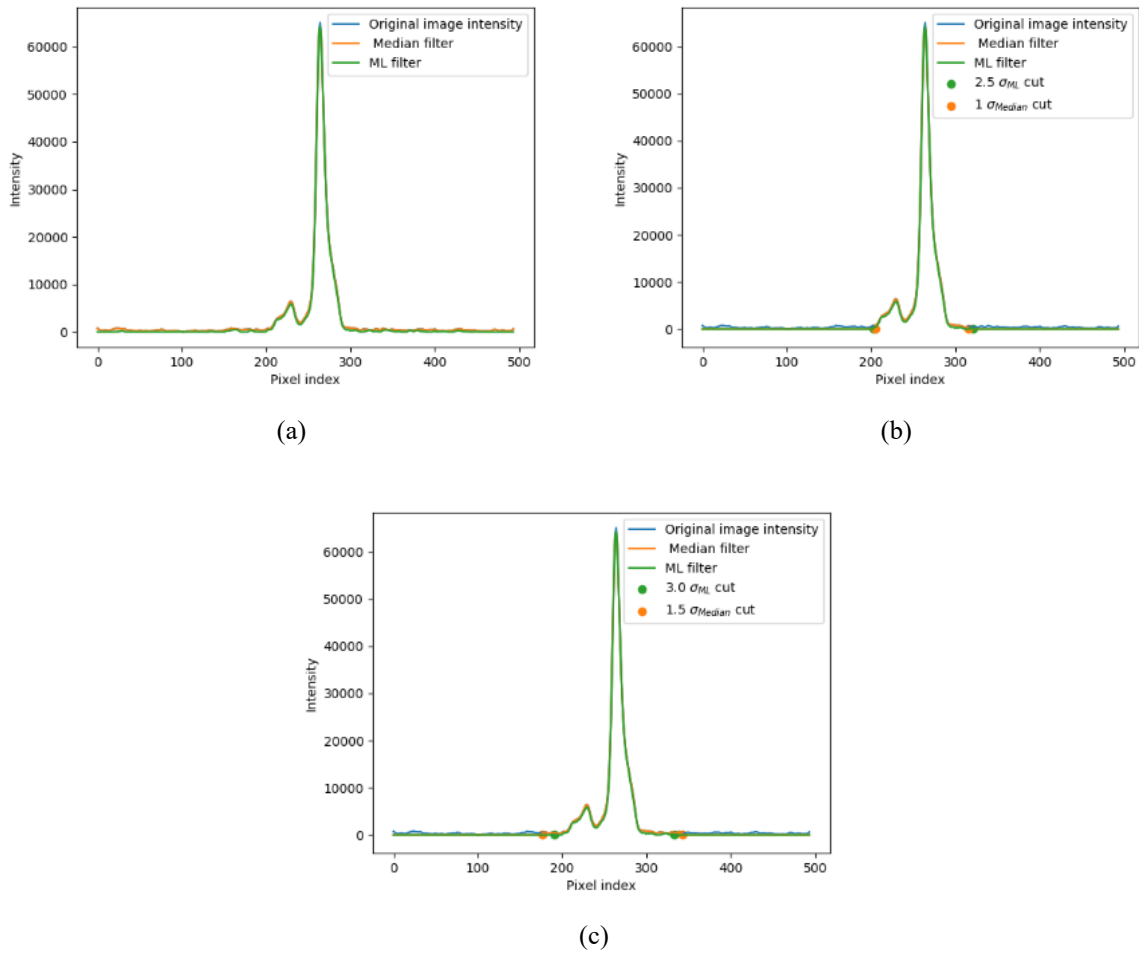 Original image intensity
Median filter
ML filter
60000
50000
40000
30000
20000
10000
0
Intensity
0 100 200 300 400 500
Pixel index
(a)
Original image intensity
Median filter
ML filter
2.5 σ_ML cut
1 σ_Median cut
60000
50000
40000
30000
20000
10000
0
Intensity
0 100 200 300 400 500
Pixel index
(b)
Original image intensity
Median filter
ML filter
3.0 σ_ML cut
1.5 σ_Median cut
60000
50000
40000
30000
20000
10000
0
Intensity
0 100 200 300 400 500
Pixel index
(c)